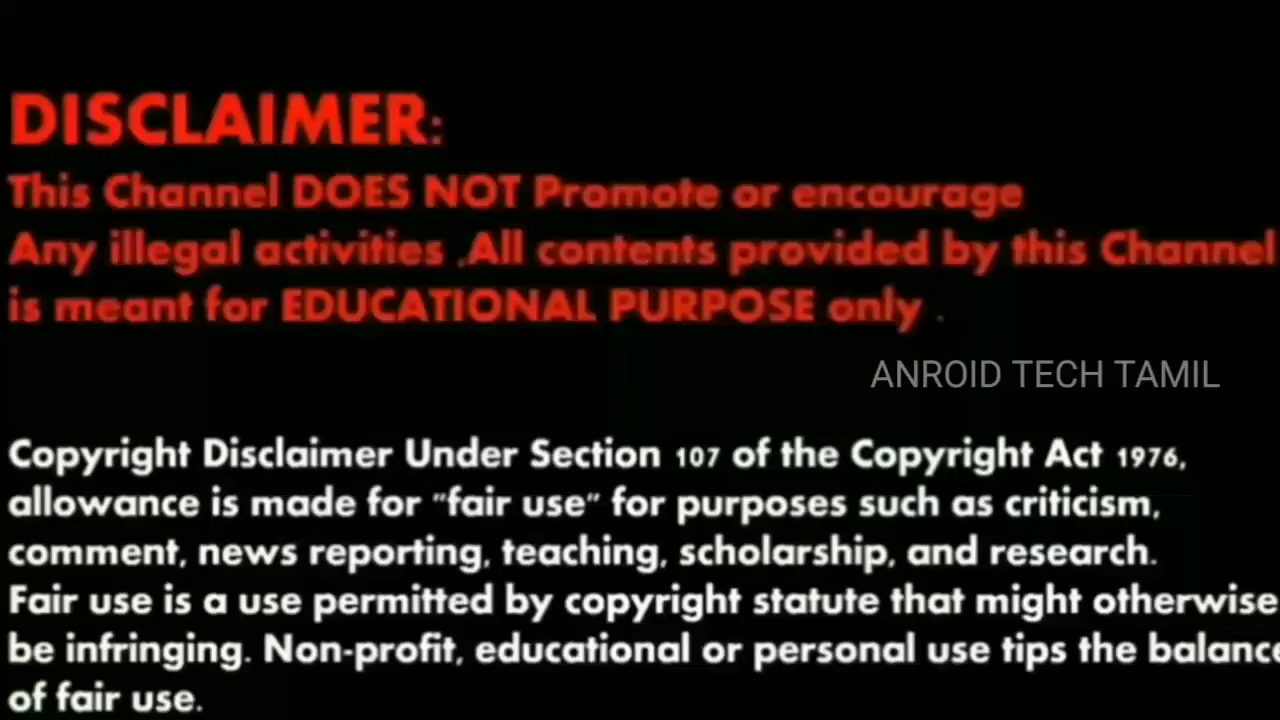 DISCLAIMER:
This Channel DOES NOT Promote or encourage
Any illegal activities ,All contents provided by this Channel
is meant for EDUCATIONAL PURPOSE only .
ANROID TECH TAMIL
Copyright Disclaimer Under Section 107 of the Copyright Act 1976,
allowance is made for "fair use" for purposes such as criticism,
comment, news reporting, teaching, scholarship, and research.
Fair use is a use permitted by copyright statute that might otherwise
be infringing. Non-profit, educational or personal use tips the balance
of fair use.